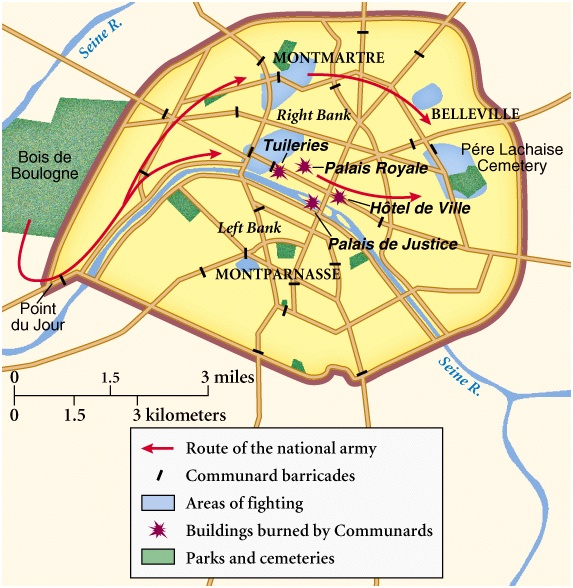 Seine R.
MONTMARTRE
Right Bank
BELLEVILLE
Tuileries
Pére Lachaise
Cemetery
Bois de
Boulogne
Palais Royale
Hôtel de Ville
Left Bank
Palais de Justice
MONTPARNASSE
Point
du Jour
Seine R.
0 1.5 3 miles
0 1.5 3 kilometers
Route of the national army
Communard barricades
Areas of fighting
Buildings burned by Communards
Parks and cemeteries